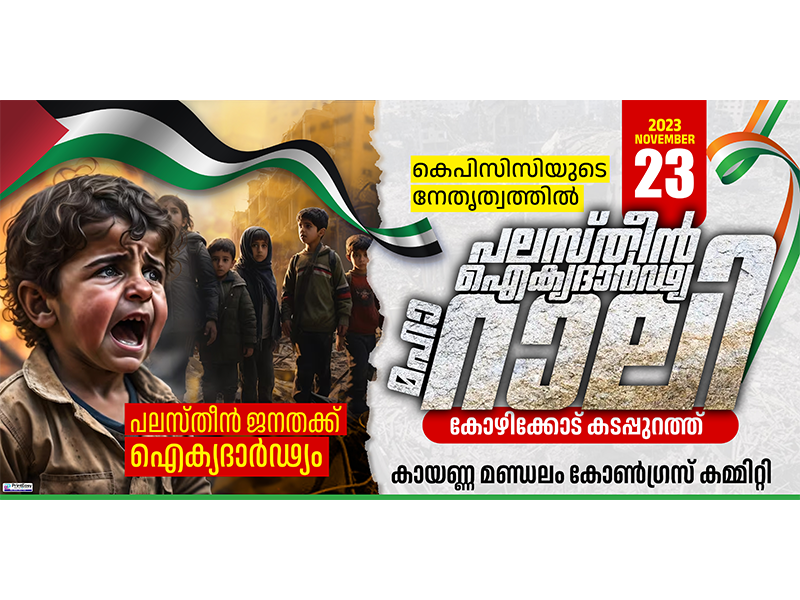 കെപിസിസിയുടെ
നേതൃത്വത്തിൽ
2023
NOVEMBER
23
പലസ്തീൻ
ഐക്യദാർഢ്യ
മഹാ
റാലി
കോഴിക്കോട് കടപ്പുറത്ത്
പലസ്തീൻ ജനതക്ക്
ഐക്യദാർഢ്യം
കായണ്ണ മണ്ഡലം കോൺഗ്രസ് കമ്മിറ്റി
PrintEasy